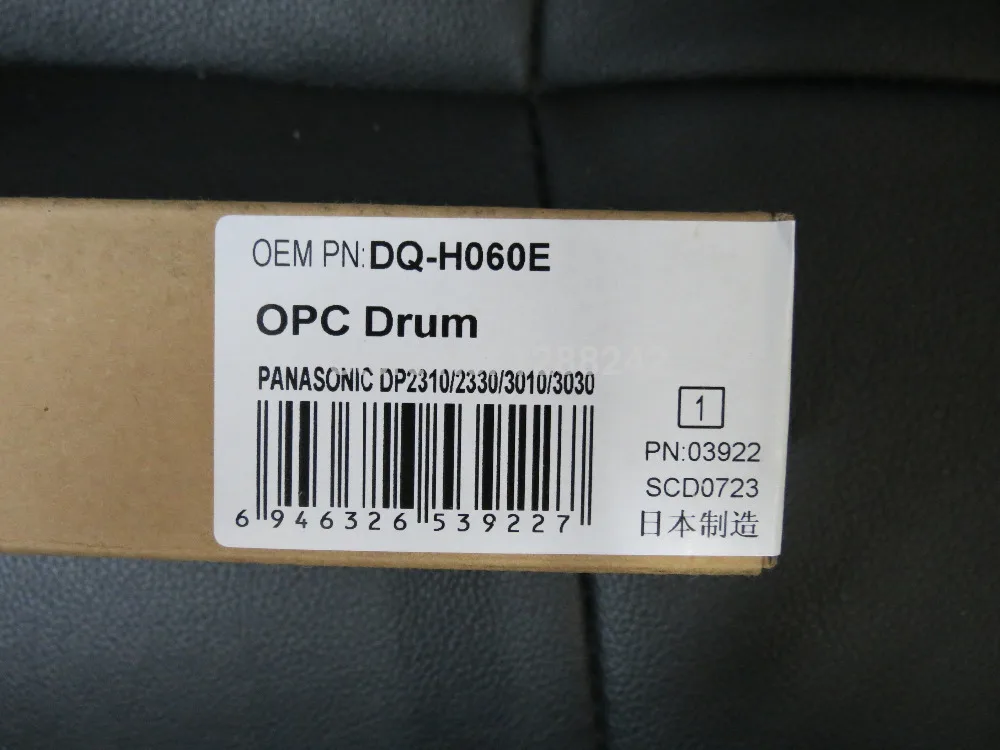 OEM PN:DQ-H060E
OPC Drum
PANASONIC DP2310/2330/3010/3030
1
PN:03922
SCD0723
日本制造
6 946326 539227